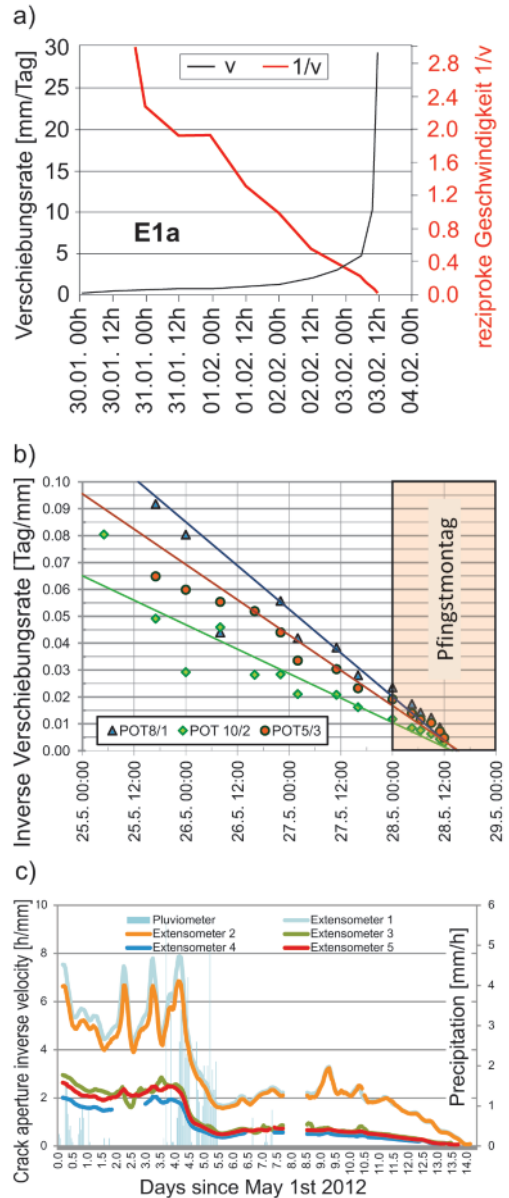 a)
30
25
20
15
10
5
0
2.8
2.4
2.0
1.6
1.2
0.8
0.4
0.0
v
1/v
E1a
Verschiebungsrate [mm/Tag]
reziproke Geschwindigkeit 1/v
30.01. 00h
30.01. 12h
31.01. 00h
31.01. 12h
01.02. 00h
01.02. 12h
02.02. 00h
02.02. 12h
03.02. 00h
03.02. 12h
04.02. 00h
b)
0.10
0.09
0.08
0.07
0.06
0.05
0.04
0.03
0.02
0.01
0.00
Inverse Verschiebungsrate [Tag/mm]
Pfingstmontag
POT8/1
POT 10/2
POT5/3
25.5. 00:00
25.5. 12:00
26.5. 00:00
26.5. 12:00
27.5. 00:00
27.5. 12:00
28.5. 00:00
28.5. 12:00
29.5. 00:00
c)
10
8
6
4
2
0
6
5
4
3
2
1
0
Crack aperture inverse velocity [h/mm]
Precipitation [mm/h]
Pluviometer
Extensometer 1
Extensometer 2
Extensometer 3
Extensometer 4
Extensometer 5
0.0
0.5
1.0
1.5
2.0
2.5
3.0
3.5
4.0
4.5
5.0
5.5
6.0
6.5
7.0
7.5
8.0
8.5
9.0
9.5
10.0
10.5
11.0
11.5
12.0
12.5
13.0
13.5
14.0
Days since May 1st 2012